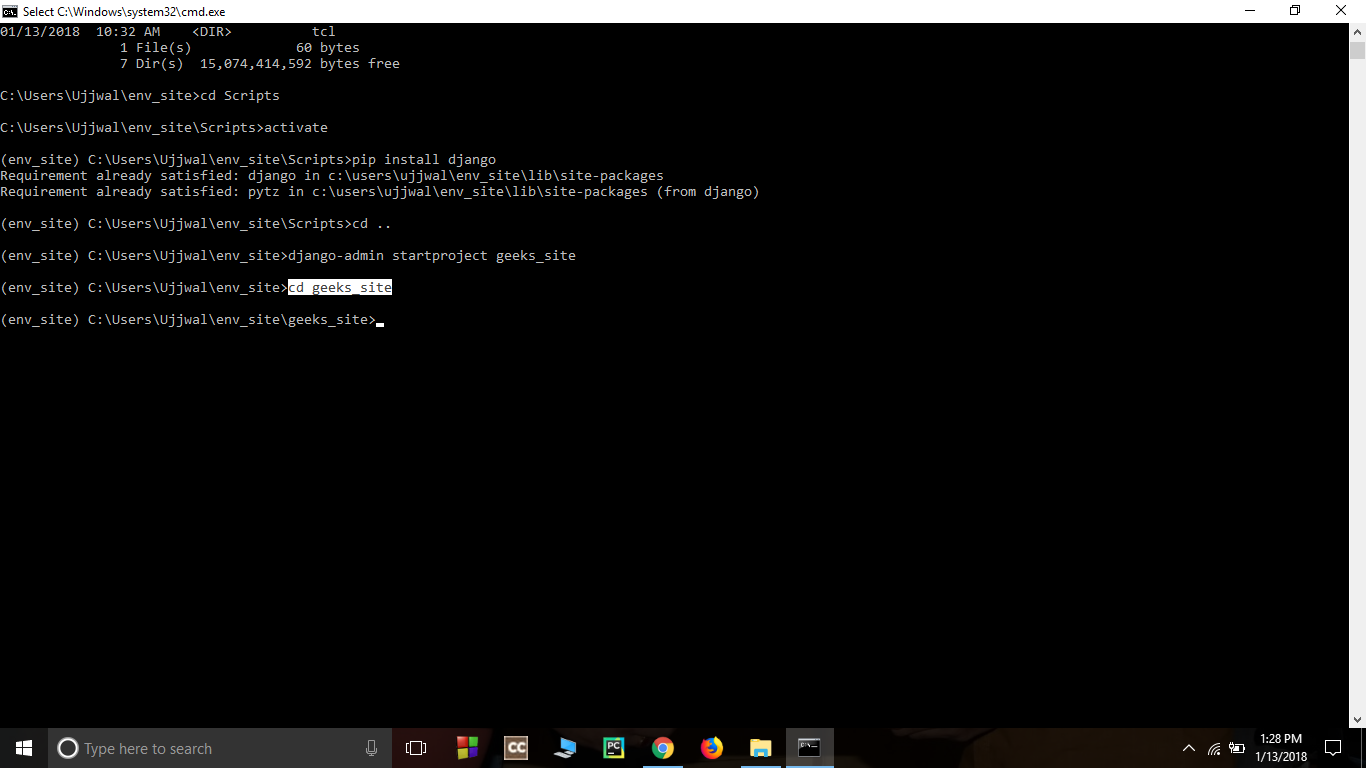 Select C:\Windows\system32\cmd.exe
01/13/2018  10:32 AM    <DIR>          tcl
               1 File(s)             60 bytes
               7 Dir(s)  15,074,414,592 bytes free
C:\Users\Ujjwal\env_site>cd Scripts
C:\Users\Ujjwal\env_site\Scripts>activate
(env_site) C:\Users\Ujjwal\env_site\Scripts>pip install django
Requirement already satisfied: django in c:\users\ujjwal\env_site\lib\site-packages
Requirement already satisfied: pytz in c:\users\ujjwal\env_site\lib\site-packages (from django)
(env_site) C:\Users\Ujjwal\env_site\Scripts>cd ..
(env_site) C:\Users\Ujjwal\env_site>django-admin startproject geeks_site
(env_site) C:\Users\Ujjwal\env_site>cd geeks_site
(env_site) C:\Users\Ujjwal\env_site\geeks_site>
Type here to search
CC
PC
1:28 PM
1/13/2018